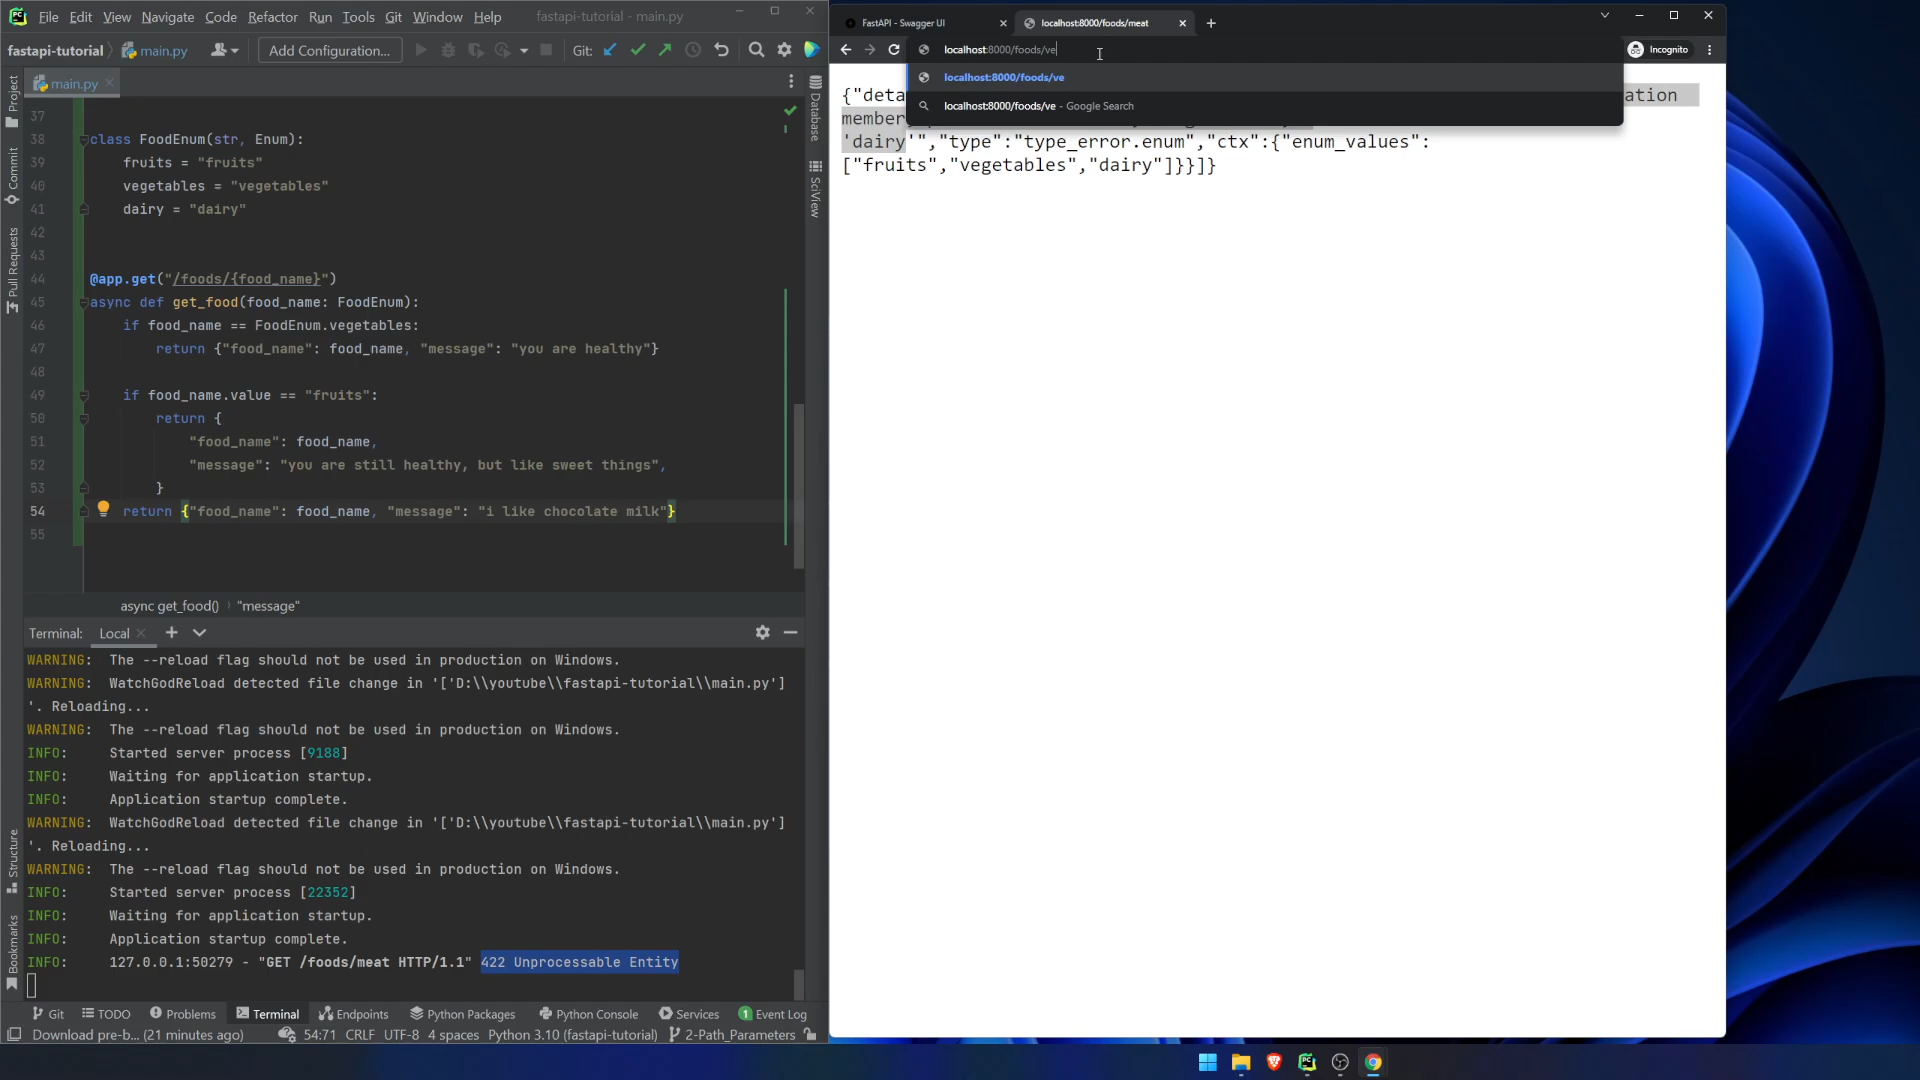 File Edit View Navigate Code Refactor Run Tools Git Window Help fastapi-tutorial - main.py
fastapi-tutorial main.py Add Configuration... Git:
main.py
Project
Commit
Pull Requests
Structure
Bookmarks
Database
SciView
37
38 class FoodEnum(str, Enum):
39 fruits = "fruits"
40 vegetables = "vegetables"
41 dairy = "dairy"
42
43
44 @app.get("/foods/{food_name}")
45 async def get_food(food_name: FoodEnum):
46 if food_name == FoodEnum.vegetables:
47 return {"food_name": food_name, "message": "you are healthy"}
48
49 if food_name.value == "fruits":
50 return {
51 "food_name": food_name,
52 "message": "you are still healthy, but like sweet things",
53 }
54 return {"food_name": food_name, "message": "i like chocolate milk"}
55
async get_food() › "message"
Terminal: Local
WARNING: The --reload flag should not be used in production on Windows.
WARNING: WatchGodReload detected file change in '['D:\\youtube\\fastapi-tutorial\\main.py']
'. Reloading...
WARNING: The --reload flag should not be used in production on Windows.
INFO: Started server process [9188]
INFO: Waiting for application startup.
INFO: Application startup complete.
WARNING: WatchGodReload detected file change in '['D:\\youtube\\fastapi-tutorial\\main.py']
'. Reloading...
WARNING: The --reload flag should not be used in production on Windows.
INFO: Started server process [22352]
INFO: Waiting for application startup.
INFO: Application startup complete.
INFO: 127.0.0.1:50279 - "GET /foods/meat HTTP/1.1" 422 Unprocessable Entity
Git TODO Problems Terminal Endpoints Python Packages Python Console Services 1 Event Log
Download pre-b... (21 minutes ago) 54:71 CRLF UTF-8 4 spaces Python 3.10 (fastapi-tutorial) 2-Path_Parameters
FastAPI - Swagger UI localhost:8000/foods/meat
localhost:8000/foods/ve Incognito
localhost:8000/foods/ve
localhost:8000/foods/ve - Google Search
{"deta ation
member
'dairy'","type":"type_error.enum","ctx":{"enum_values":
["fruits","vegetables","dairy"]}}]}